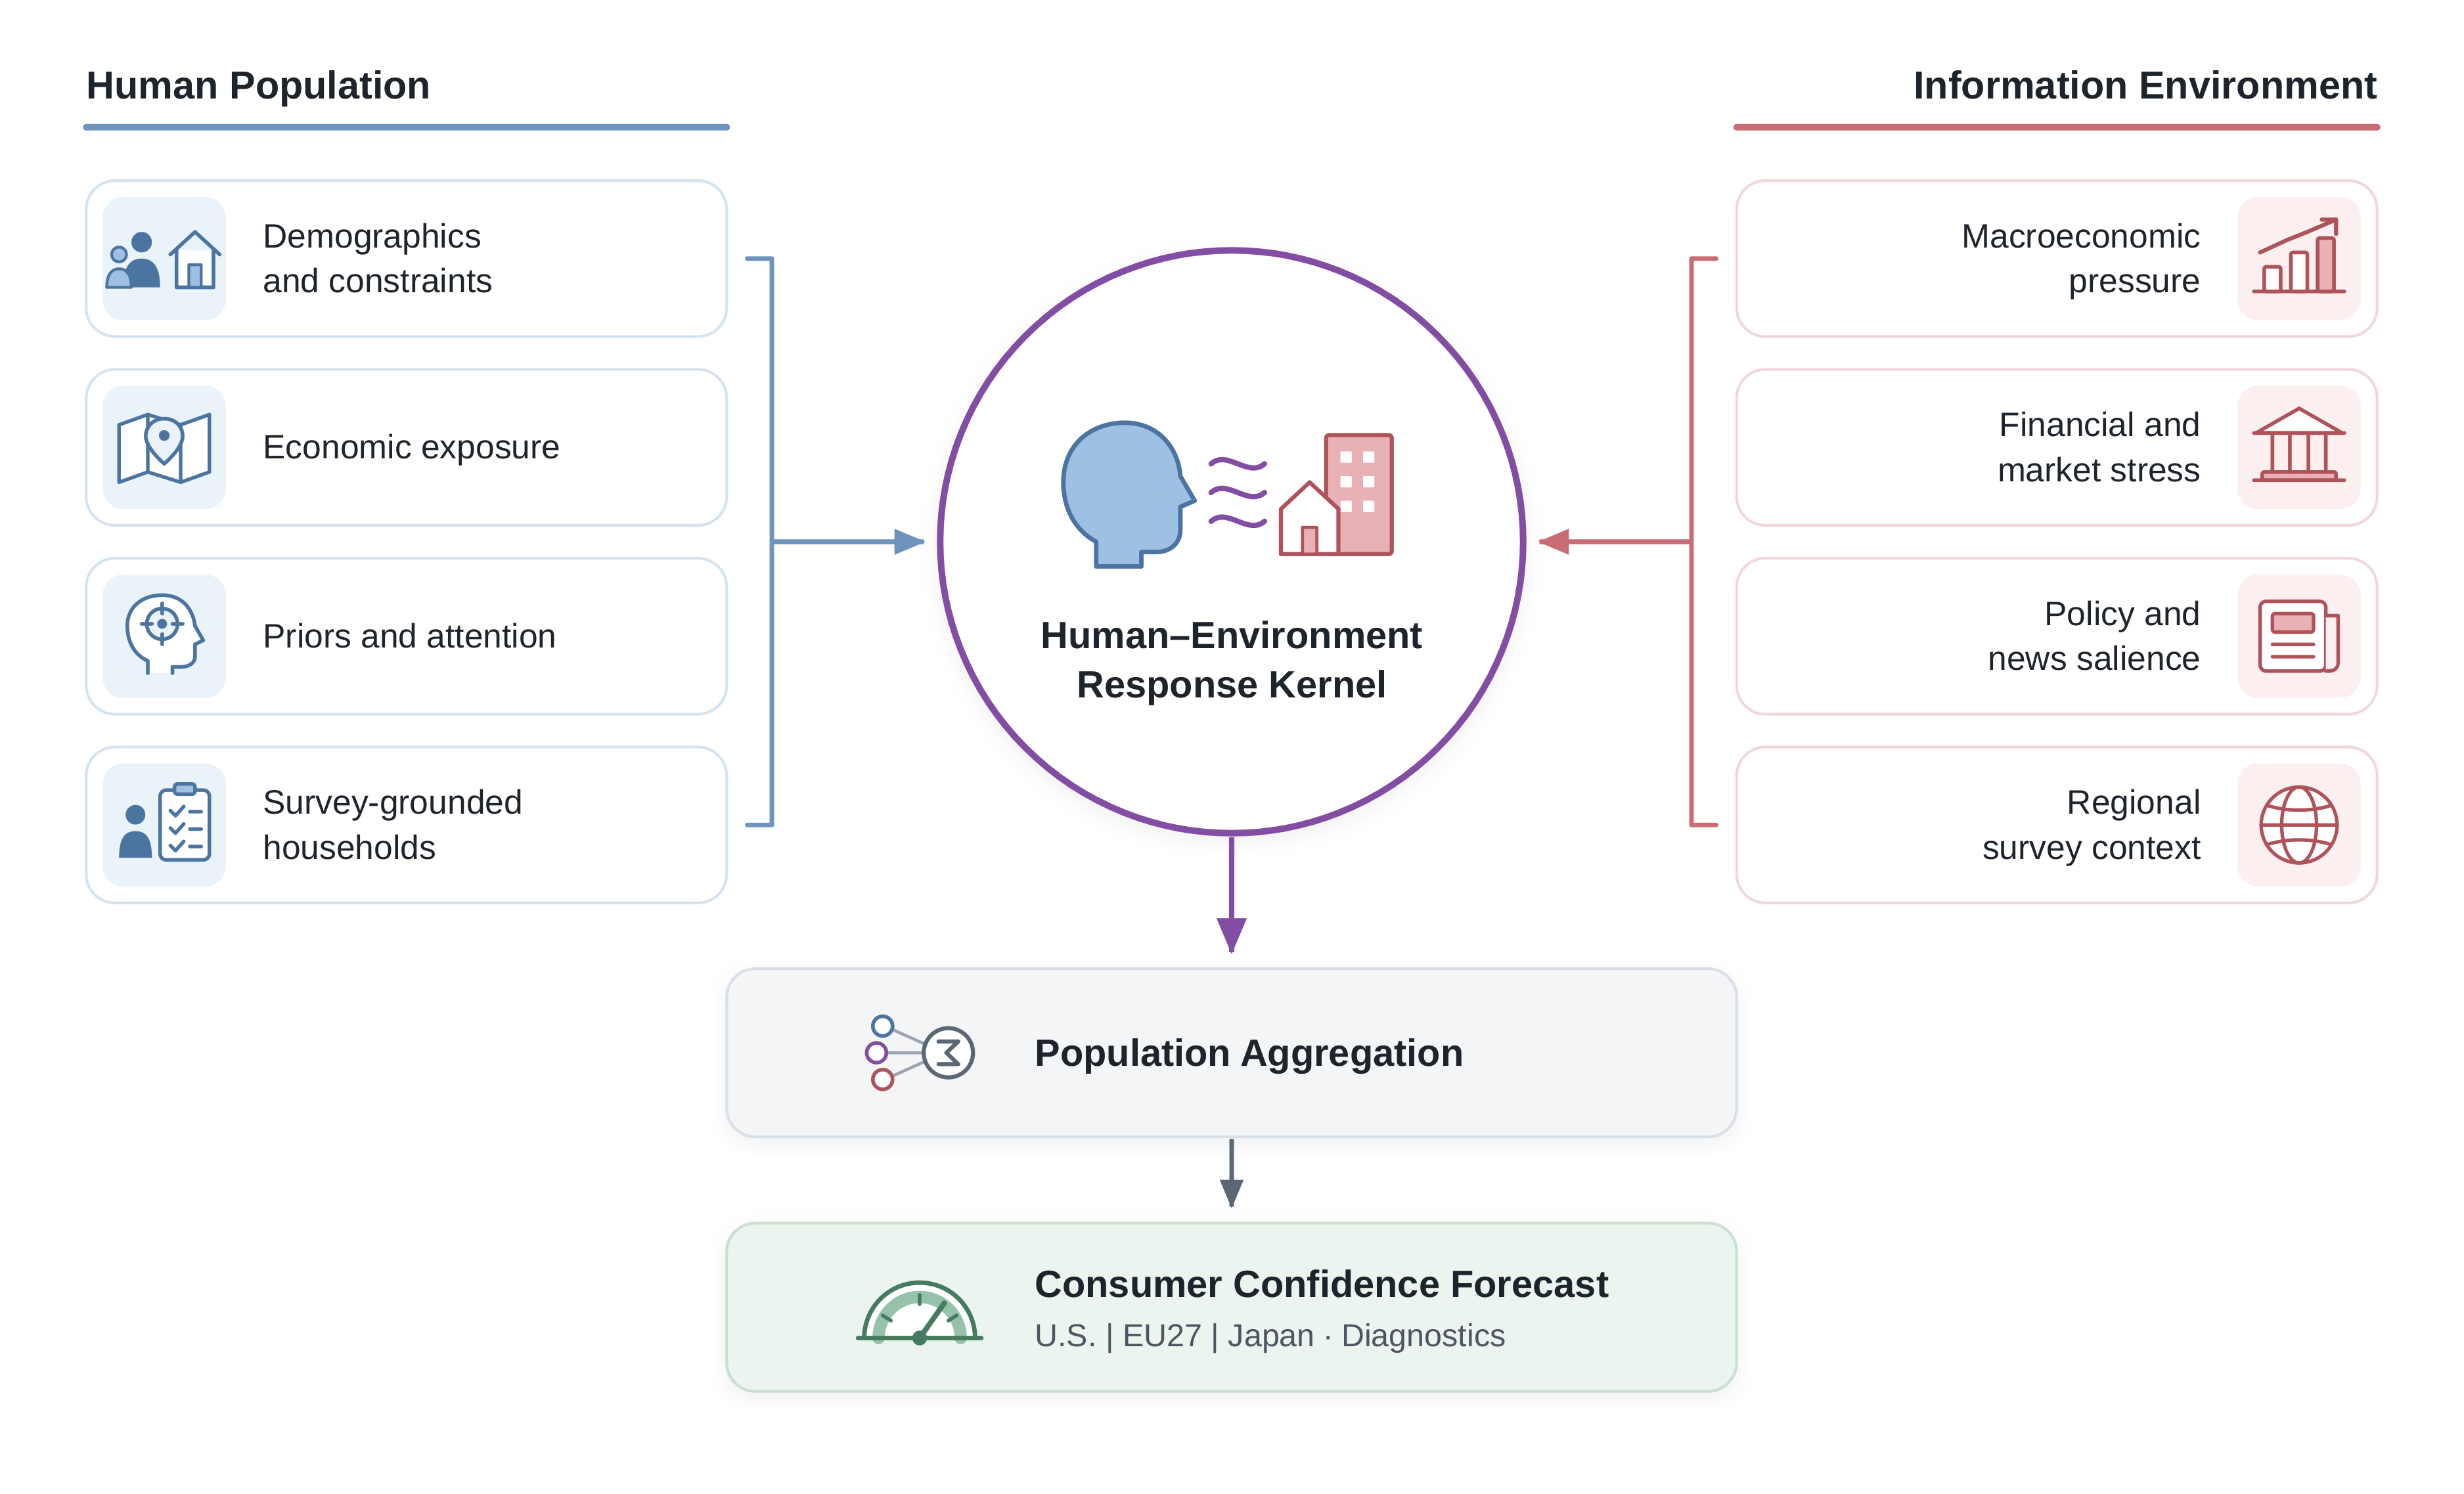 Human Population
Information Environment
Demographics
and constraints
Economic exposure
Priors and attention
Survey-grounded
households
Human–Environment
Response Kernel
Macroeconomic
pressure
Financial and
market stress
Policy and
news salience
Regional
survey context
Σ
Population Aggregation
Consumer Confidence Forecast
U.S. | EU27 | Japan · Diagnostics